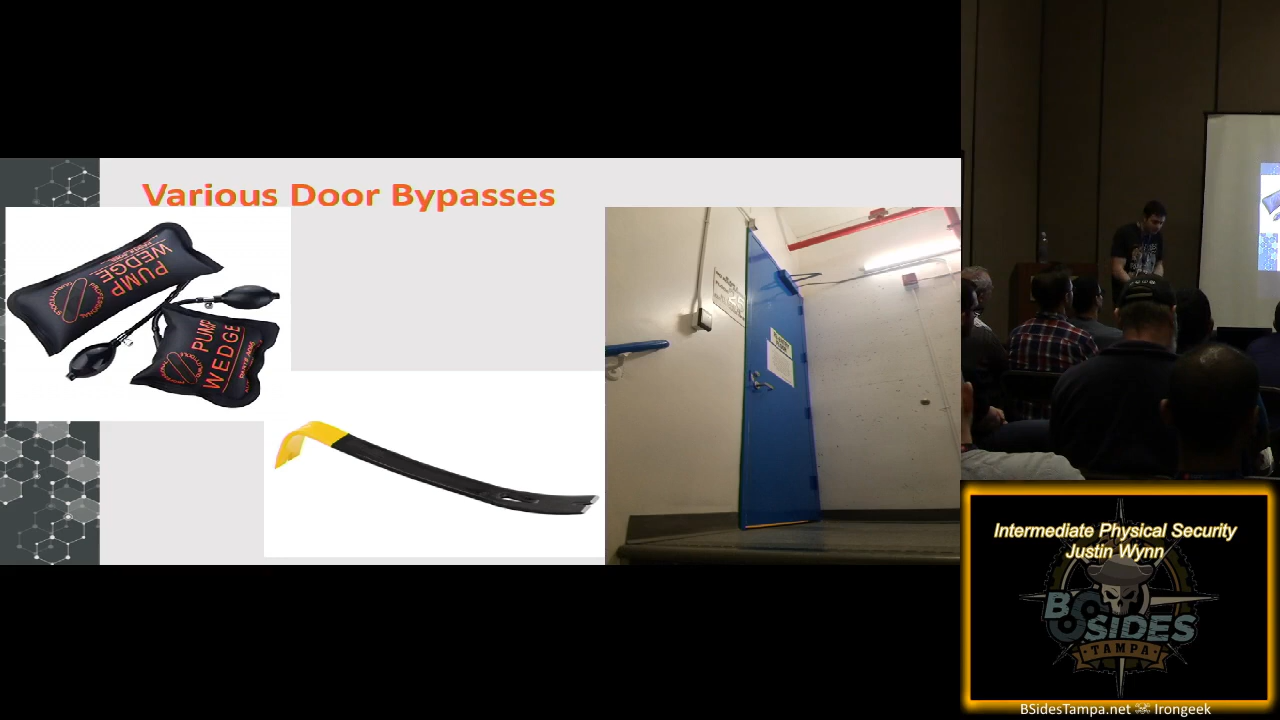 Various Door Bypasses
PUMP
WEDGE
PUMP
WEDGE
Intermediate Physical Security
Justin Wynn
BSIDES
TAMPA
BSidesTampa.net ☠ Irongeek